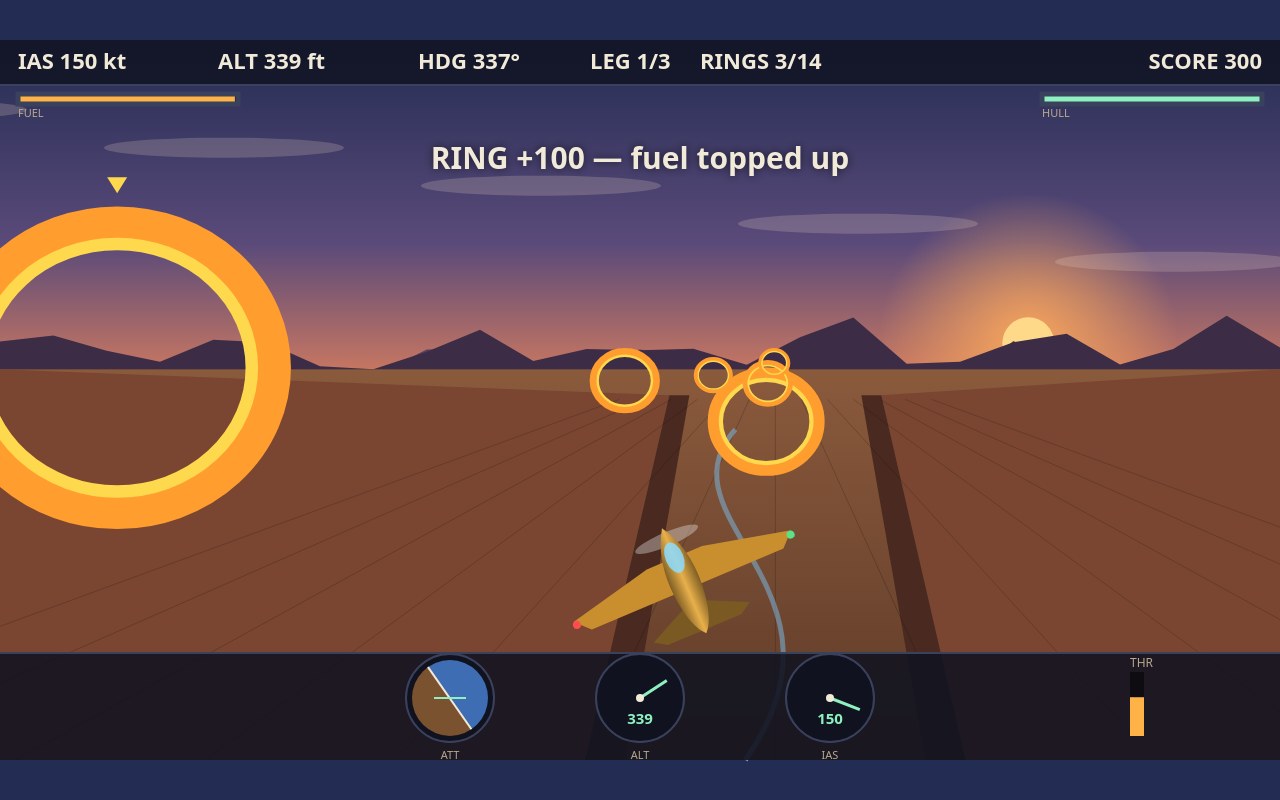 IAS 150 kt ALT 339 ft HDG 337° LEG 1/3 RINGS 3/14 SCORE 300
FUEL HULL
RING +100 — fuel topped up
THR
339 150
ATT ALT IAS